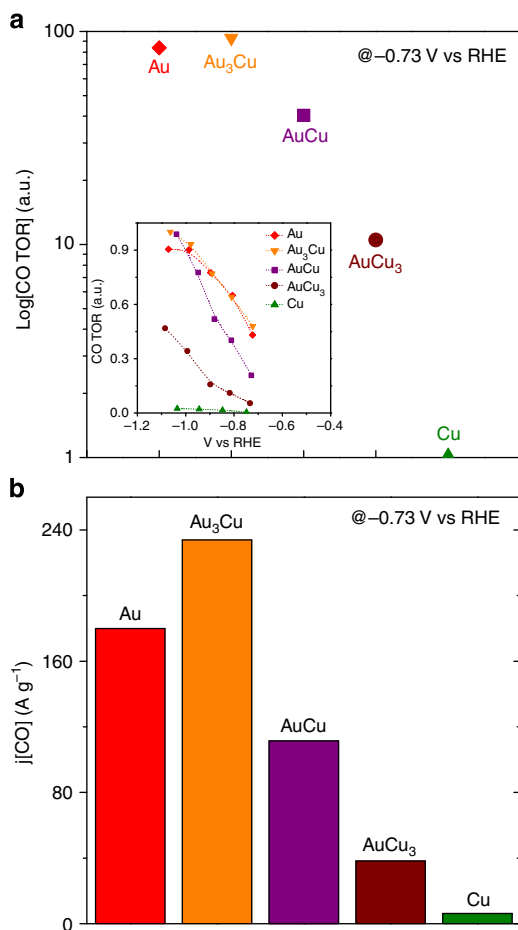 a
100
@–0.73 V vs RHE
Au
Au₃Cu
AuCu
Log[CO TOR] (a.u.)
10
AuCu₃
0.9
0.6
0.3
0.0
CO TOR (a.u.)
Au
Au₃Cu
AuCu
AuCu₃
Cu
–1.2 –1.0 –0.8 –0.6 –0.4
V vs RHE
Cu
1
b
@–0.73 V vs RHE
240
160
80
0
j[CO] (A g⁻¹)
Au
Au₃Cu
AuCu
AuCu₃
Cu